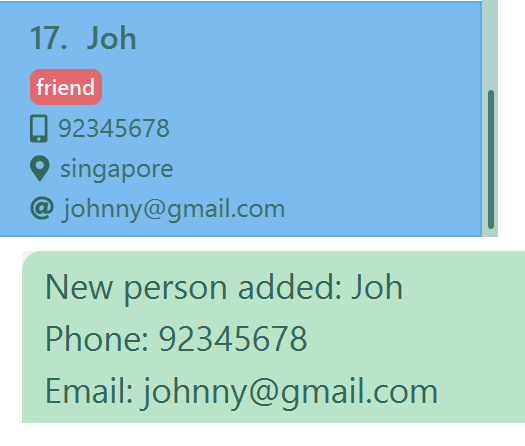 17. Joh
friend
92345678
singapore
johnny@gmail.com
New person added: Joh
Phone: 92345678
Email: johnny@gmail.com